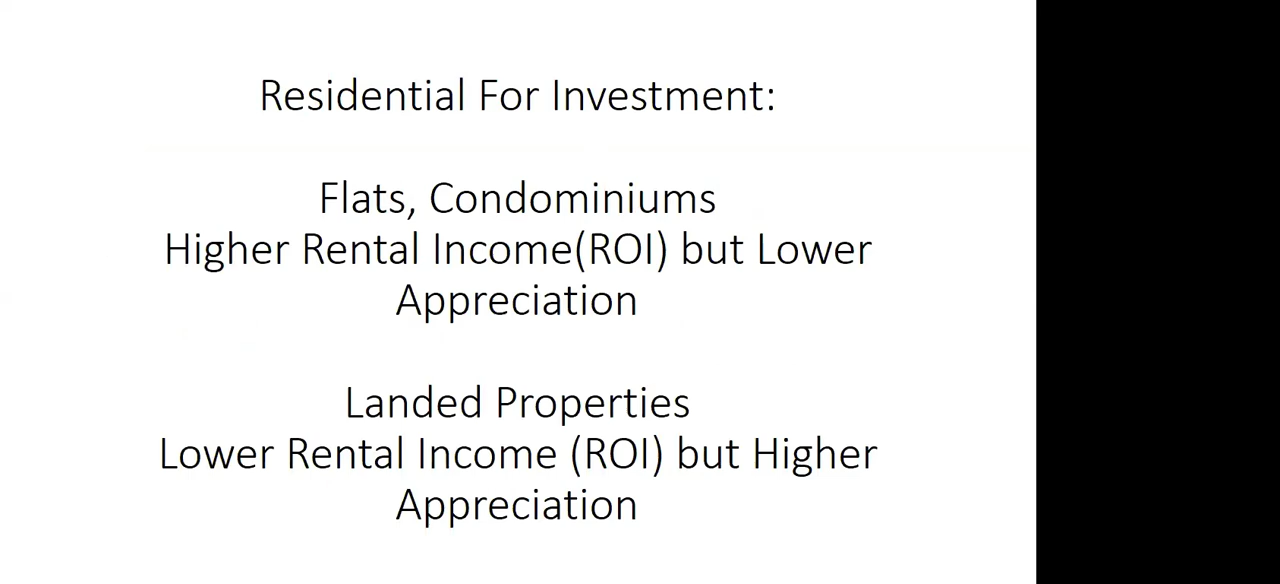 Residential For Investment:
Flats, Condominiums
Higher Rental Income(ROI) but Lower
Appreciation
Landed Properties
Lower Rental Income (ROI) but Higher
Appreciation